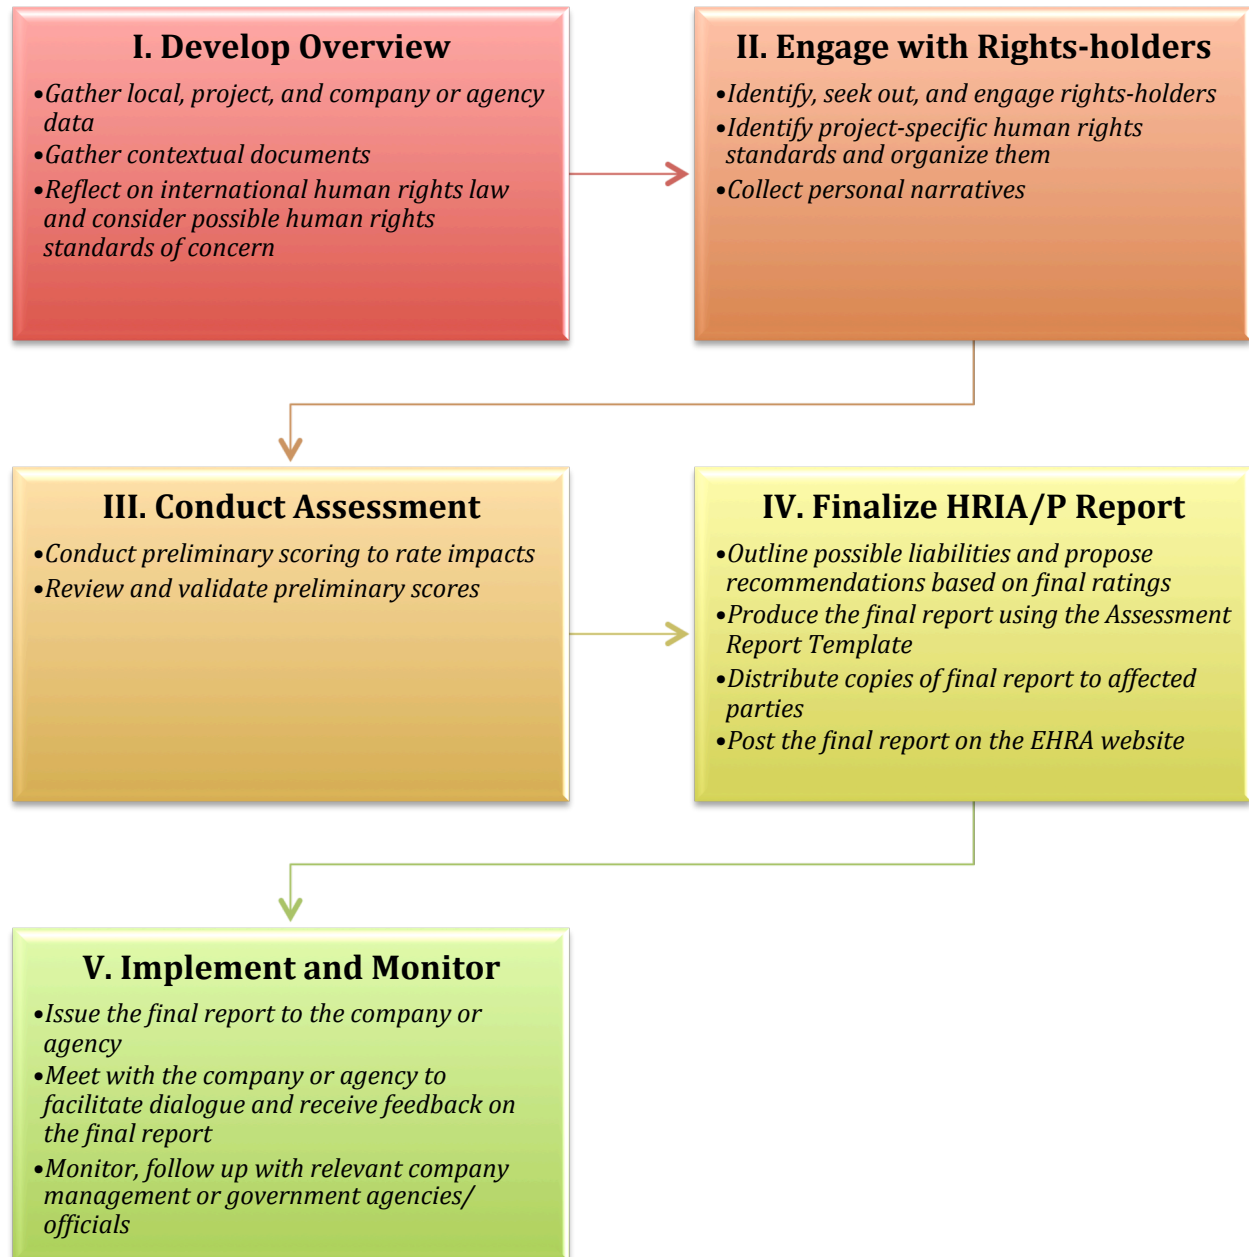 I. Develop Overview
•Gather local, project, and company or agency
data
•Gather contextual documents
•Reflect on international human rights law
and consider possible human rights
standards of concern
II. Engage with Rights-holders
•Identify, seek out, and engage rights-holders
•Identify project-specific human rights
standards and organize them
•Collect personal narratives
III. Conduct Assessment
•Conduct preliminary scoring to rate impacts
•Review and validate preliminary scores
IV. Finalize HRIA/P Report
•Outline possible liabilities and propose
recommendations based on final ratings
•Produce the final report using the Assessment
Report Template
•Distribute copies of final report to affected
parties
•Post the final report on the EHRA website
V. Implement and Monitor
•Issue the final report to the company or
agency
•Meet with the company or agency to
facilitate dialogue and receive feedback on
the final report
•Monitor, follow up with relevant company
management or government agencies/
officials